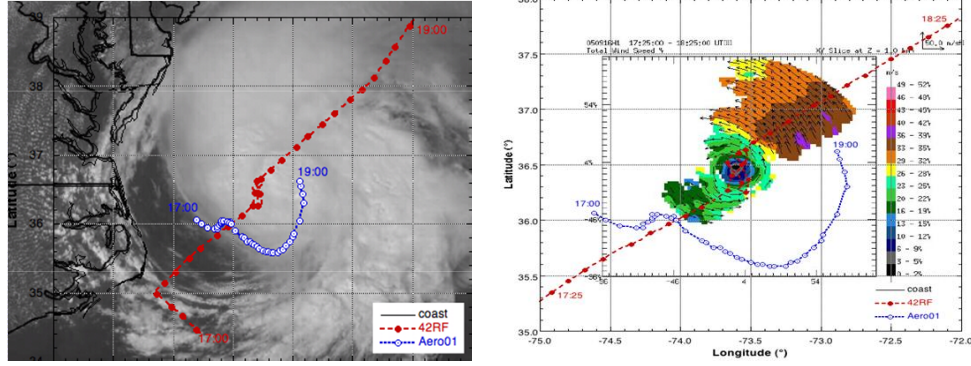 39
38
37
36
35
34
Latitude (°)
19:00
19:00
17:00
17:00
coast
42RF
Aero01
38.0
37.5
37.0
36.5
36.0
35.5
35.0
Latitude (°)
18:25
050916H1 17:25:00 - 18:25:00 UT
Total Wind Speed %
X/ Slice at Z = 1.0 km
50.0 m/s
m/s
49 - 52%
46 - 48%
43 - 45%
40 - 42%
36 - 39%
33 - 35%
29 - 32%
26 - 28%
23 - 25%
20 - 22%
16 - 19%
13 - 15%
10 - 12%
6 - 9%
3 - 5%
0 - 2%
19:00
17:00
17:25
-46
4
54
coast
42RF
Aero01
-75.0
-74.5
-74.0
-73.5
-73.0
-72.5
-72.0
Longitude (°)